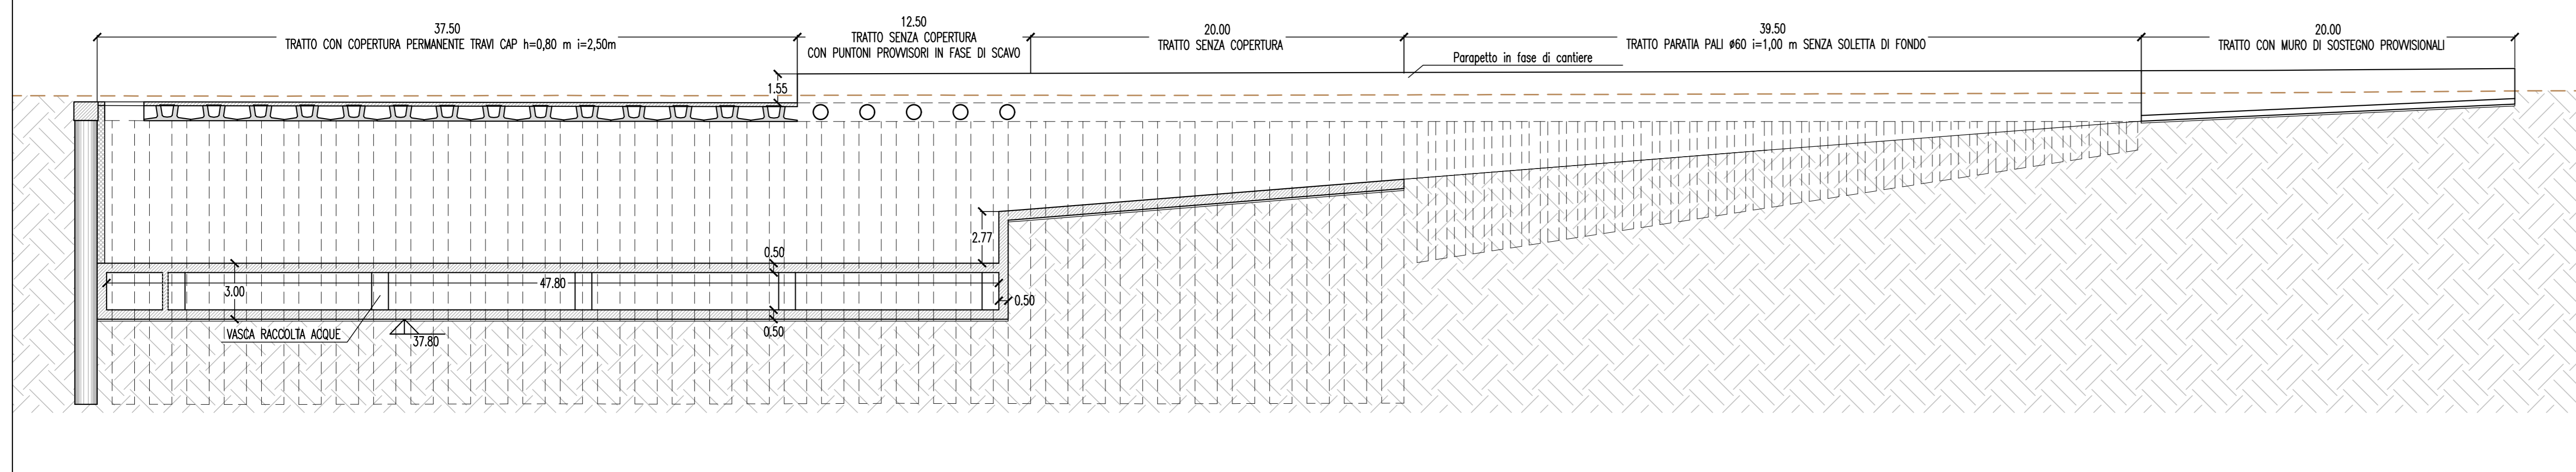 37.50
TRATTO CON COPERTURA PERMANENTE TRAVI CAP h=0,80 m i=2,50m
12.50
TRATTO SENZA COPERTURA
CON PUNTONI PROVVISORI IN FASE DI SCAVO
20.00
TRATTO SENZA COPERTURA
39.50
TRATTO PARATIA PALI ø60 i=1,00 m SENZA SOLETTA DI FONDO
20.00
TRATTO CON MURO DI SOSTEGNO PROVVISIONALI
Parapetto in fase di cantiere
1.55
2.77
0.50
47.80
3.00
0.50
0.50
VASCA RACCOLTA ACQUE
37.80